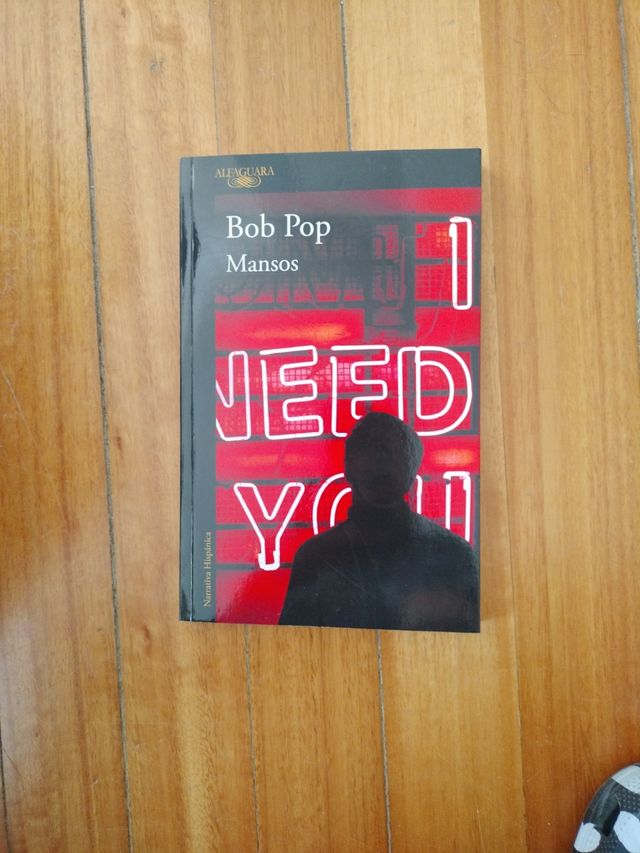 ALFAGUARA
Bob Pop
Mansos
I
NEED
YOU
Narrativa Hispánica